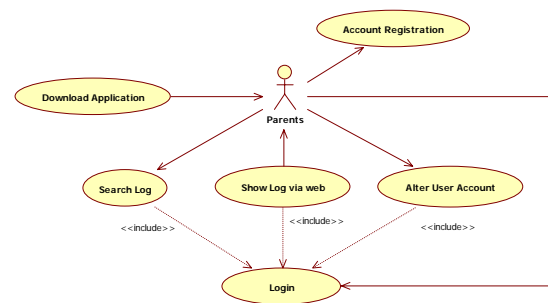 Account Registration
Download Application
Parents
Search Log
Show Log via web
Alter User Account
<<include>>
<<include>>
<<include>>
Login